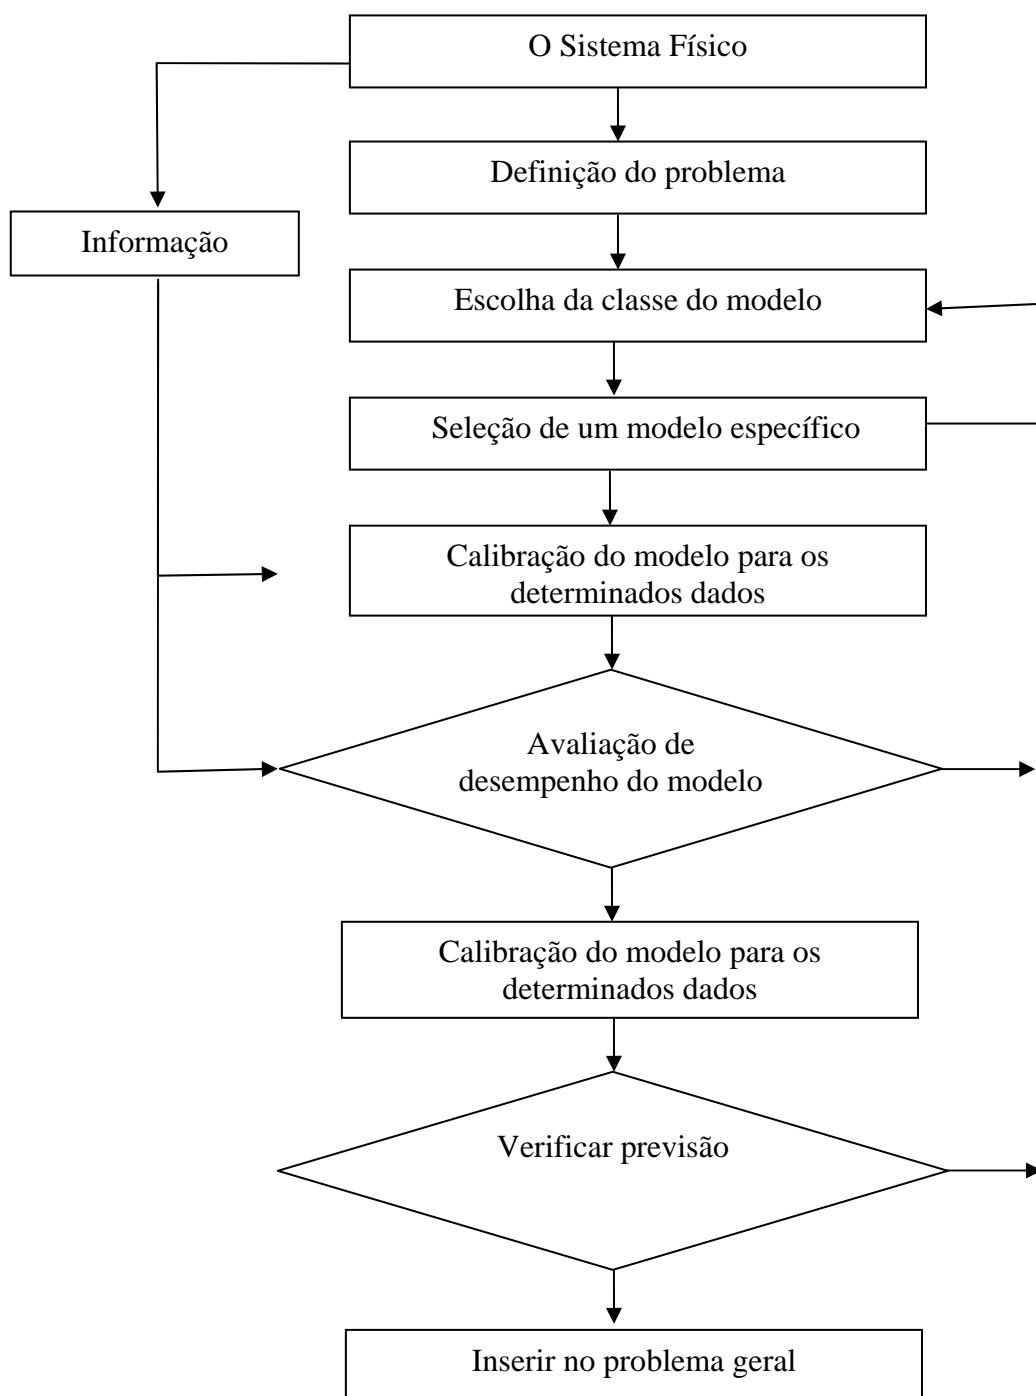 O Sistema Físico
Definição do problema
Informação
Escolha da classe do modelo
Seleção de um modelo específico
Calibração do modelo para os
determinados dados
Avaliação de
desempenho do modelo
Calibração do modelo para os
determinados dados
Verificar previsão
Inserir no problema geral